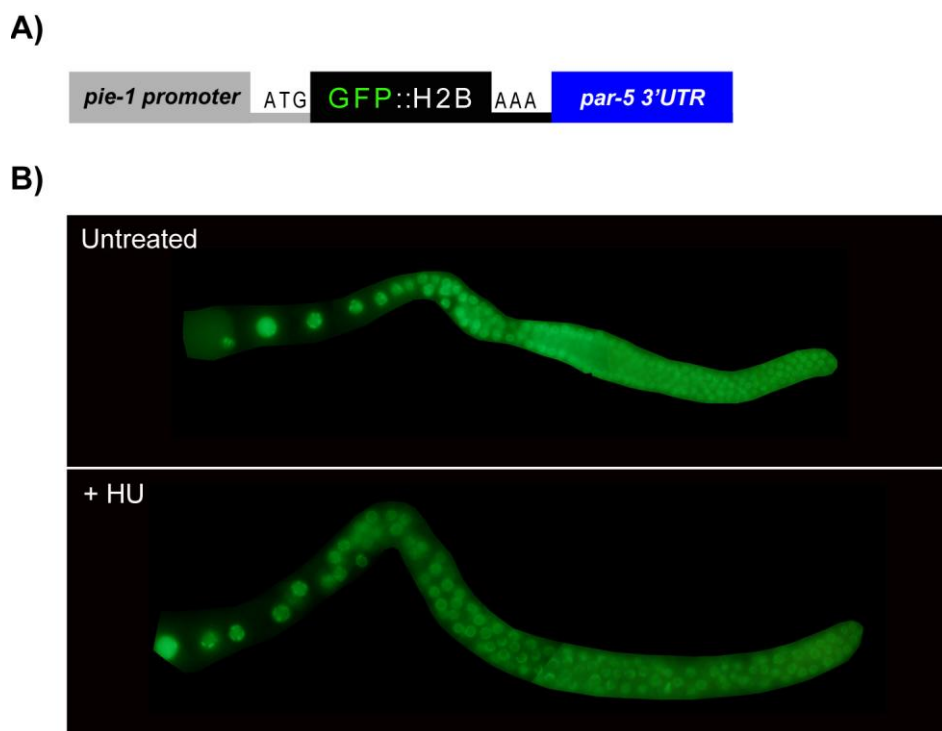 A)
pie-1 promoter ATG GFP::H2B AAA par-5 3'UTR
B)
Untreated
+ HU